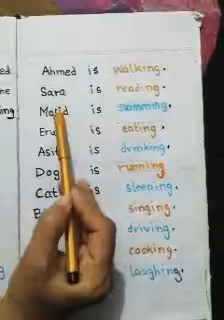 Ahmed is walking.
Sara is reading.
is swimming.
is eating.
is drinking.
Dog running
Cat is sleeping.
singing.
driving.
cooking.
laughing.